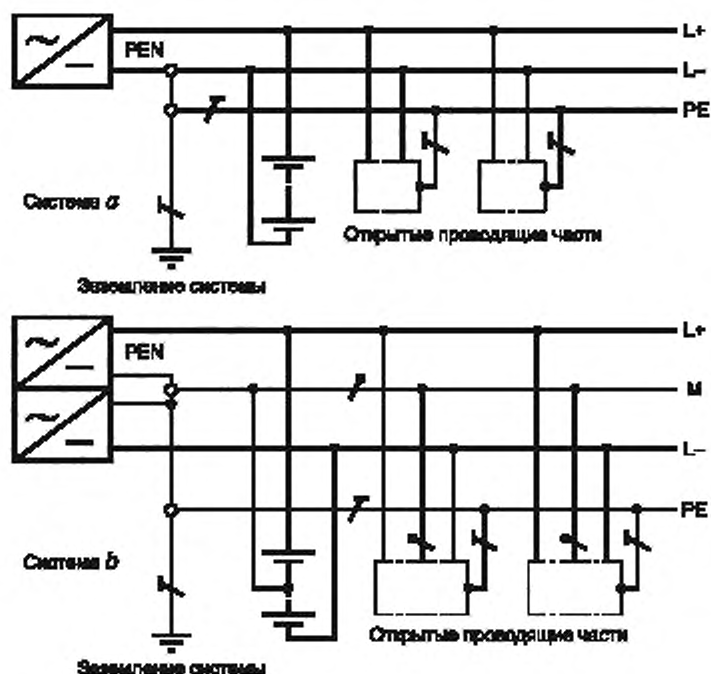 L+
PEN
L–
PE
Система a
Открытые проводящие части
Заземление системы
L+
PEN
M
L–
PE
Система b
Открытые проводящие части
Заземление системы